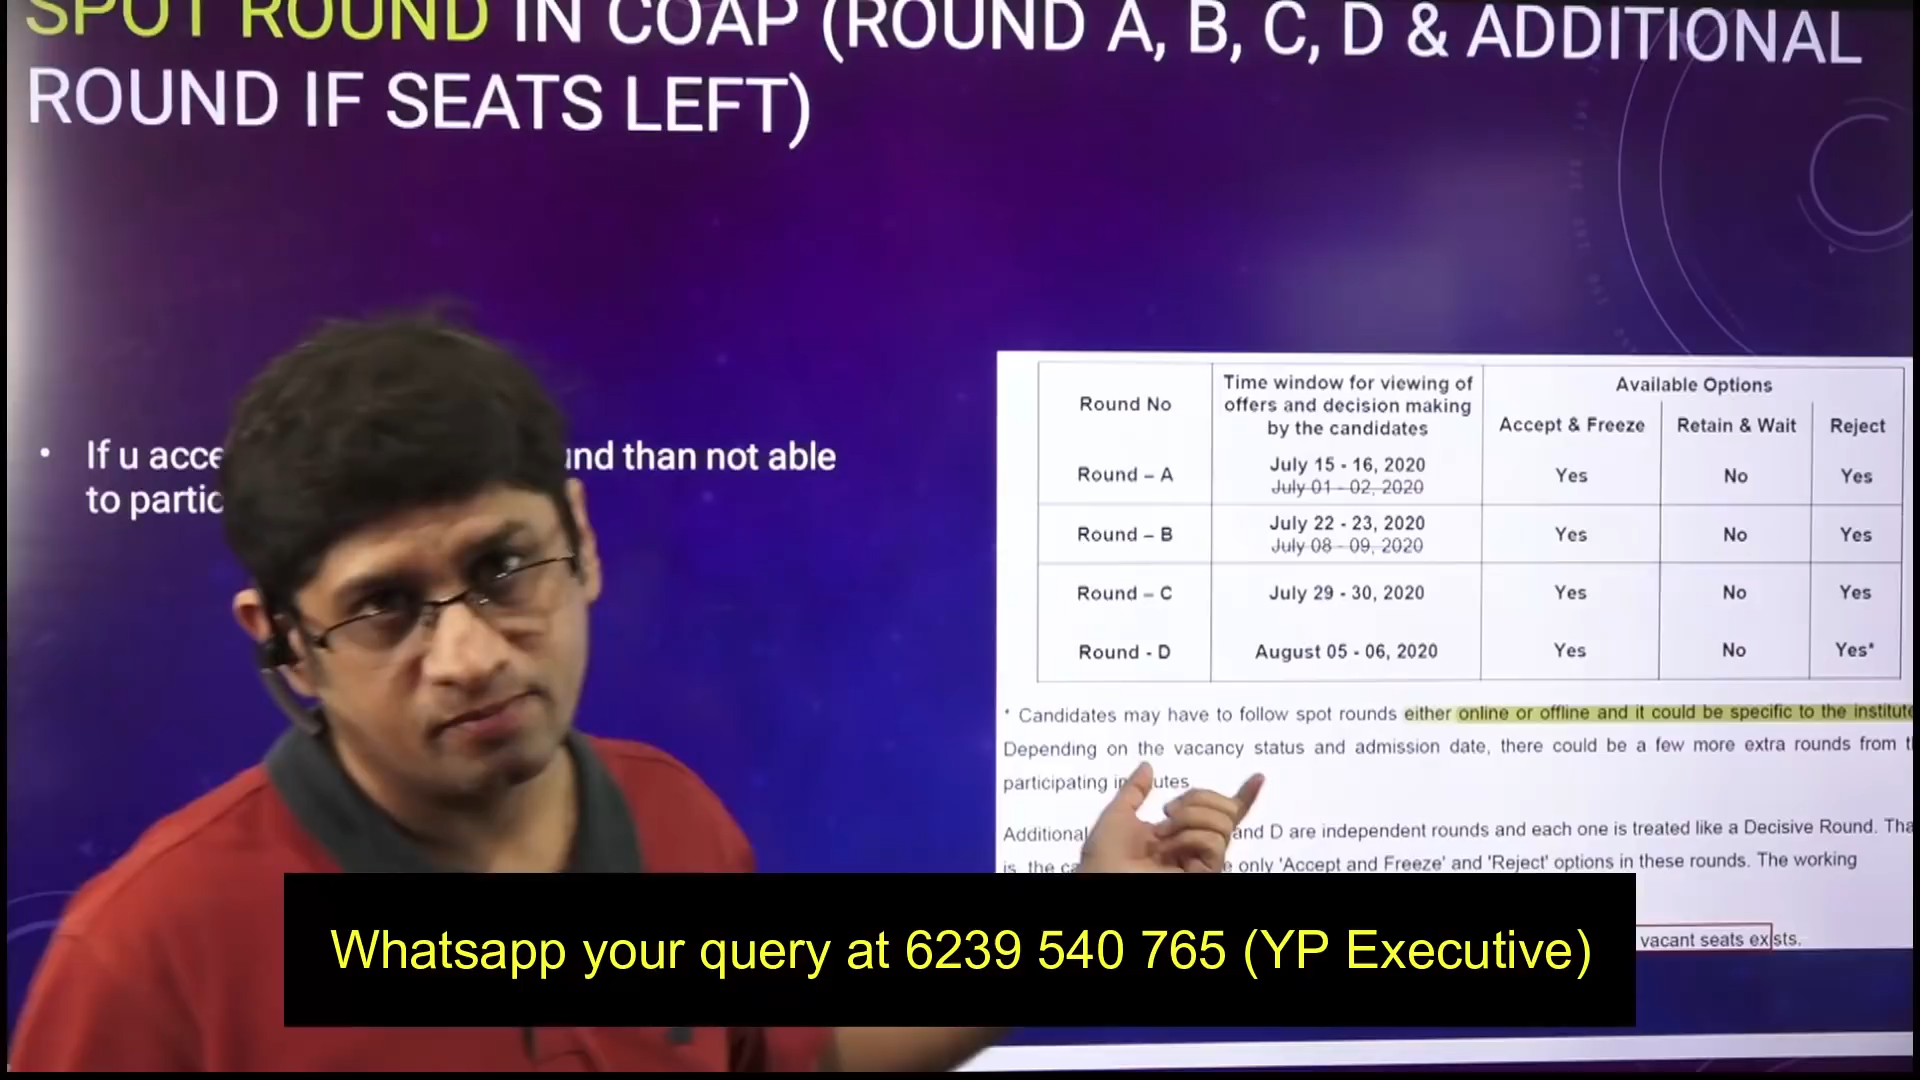 SPOT ROUND IN COAP (ROUND A, B, C, D & ADDITIONAL
ROUND IF SEATS LEFT)
• If u acce und than not able
to partic
Round No
Time window for viewing of
offers and decision making
by the candidates
Available Options
Accept & Freeze Retain & Wait Reject
Round – A July 15 - 16, 2020 Yes No Yes
July 01 - 02, 2020
Round – B July 22 - 23, 2020 Yes No Yes
July 08 - 09, 2020
Round – C July 29 - 30, 2020 Yes No Yes
Round - D August 05 - 06, 2020 Yes No Yes*
* Candidates may have to follow spot rounds either online or offline and it could be specific to the institute
Depending on the vacancy status and admission date, there could be a few more extra rounds from t
participating in utes
Additional and D are independent rounds and each one is treated like a Decisive Round. Tha
is, the ca e only 'Accept and Freeze' and 'Reject' options in these rounds. The working
vacant seats exists.
Whatsapp your query at 6239 540 765 (YP Executive)